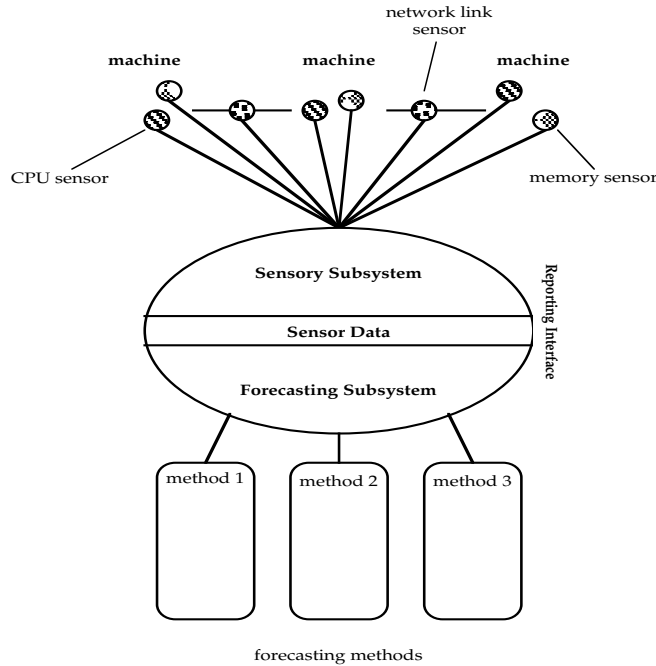 network link
sensor
machine
machine
machine
CPU sensor
memory sensor
Sensory Subsystem
Reporting Interface
Sensor Data
Forecasting Subsystem
method 1
method 2
method 3
forecasting methods